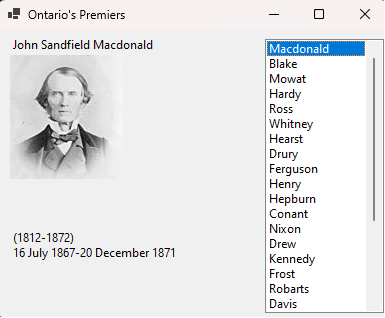 Ontario's Premiers
John Sandfield Macdonald
(1812-1872)
16 July 1867-20 December 1871
Macdonald
Blake
Mowat
Hardy
Ross
Whitney
Hearst
Drury
Ferguson
Henry
Hepburn
Conant
Nixon
Drew
Kennedy
Frost
Robarts
Davis